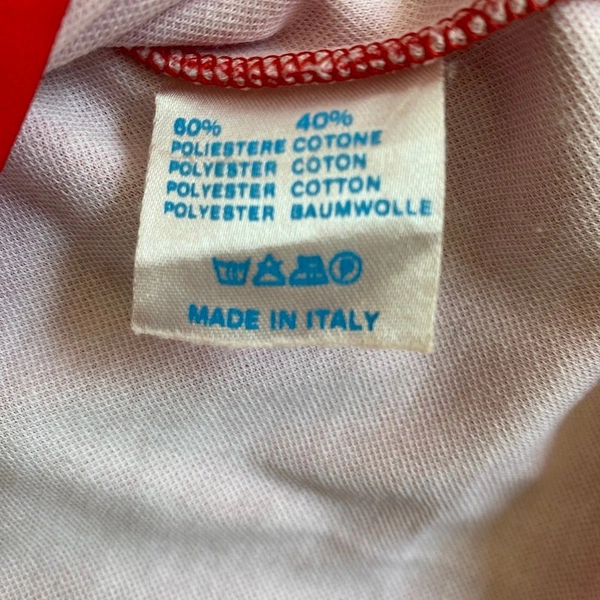 60% 40%
POLIESTERE COTONE
POLYESTER COTON
POLYESTER COTTON
POLYESTER BAUMWOLLE
MADE IN ITALY